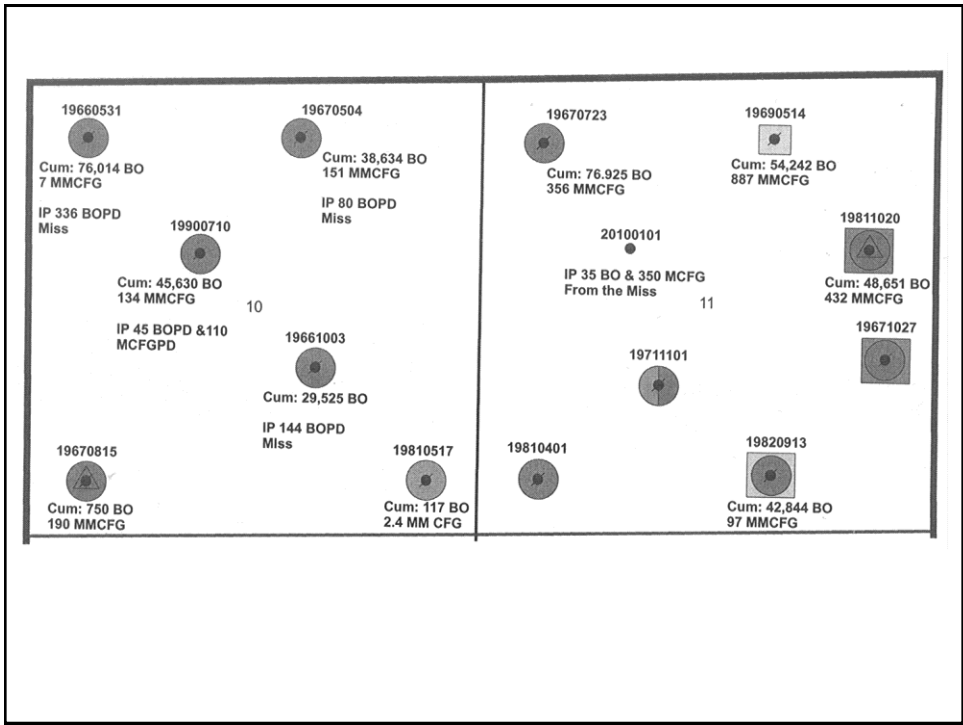 19660531
Cum: 76,014 BO
7 MMCFG
IP 336 BOPD
Miss
19670504
Cum: 38,634 BO
151 MMCFG
IP 80 BOPD
Miss
19900710
Cum: 45,630 BO
134 MMCFG
IP 45 BOPD &110
MCFGPD
10
19661003
Cum: 29,525 BO
IP 144 BOPD
MIss
19670815
Cum: 750 BO
190 MMCFG
19810517
Cum: 117 BO
2.4 MM CFG
19670723
Cum: 76.925 BO
356 MMCFG
19690514
Cum: 54,242 BO
887 MMCFG
20100101
IP 35 BO & 350 MCFG
From the Miss
11
19811020
Cum: 48,651 BO
432 MMCFG
19671027
19711101
19810401
19820913
Cum: 42,844 BO
97 MMCFG